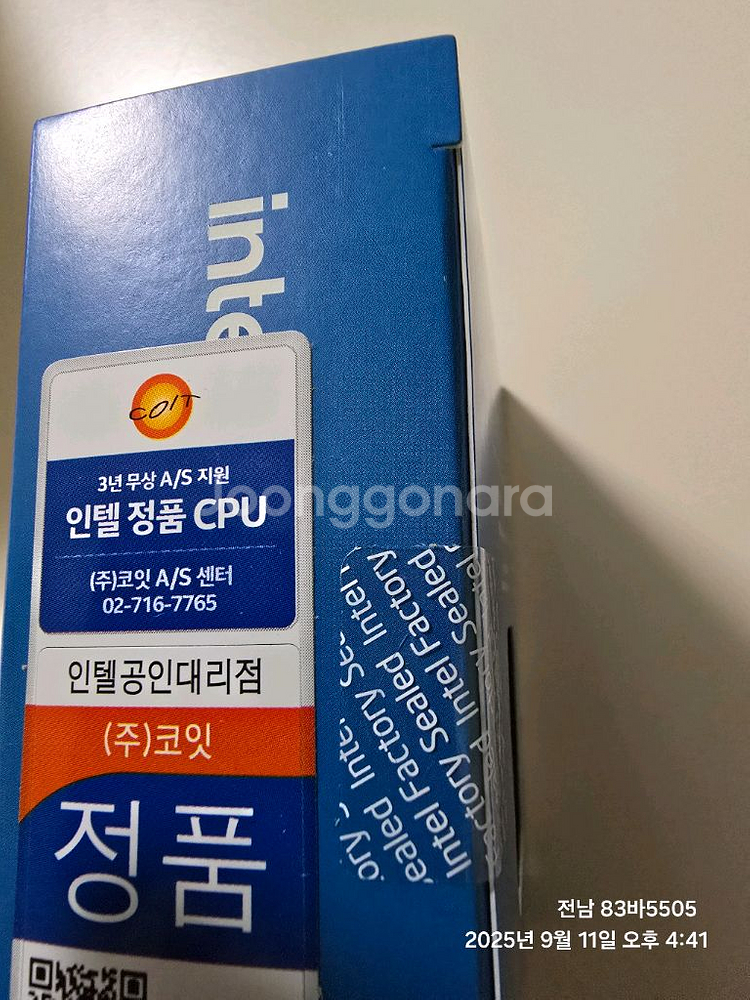 inte
COIT
3년 무상 A/S 지원
인텔 정품 CPU
(주)코잇 A/S 센터
02-716-7765
인텔공인대리점
(주)코잇
정품
Joonggonara
Intel Factory Sealed
Intel Factory Sealed
Intel Factory Sealed
전남 83바5505
2025년 9월 11일 오후 4:41